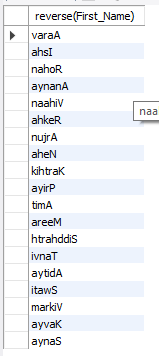 reverse(First_Name)
varaA
ahsI
nahoR
aynanA
naahiV
naa
ahkeR
nujrA
aheN
kihtraK
ayirP
timA
areeM
htrahddiS
ivnaT
aytidA
itawS
markiV
ayvaK
aynaS